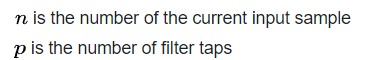 n is the number of the current input sample
p is the number of filter taps